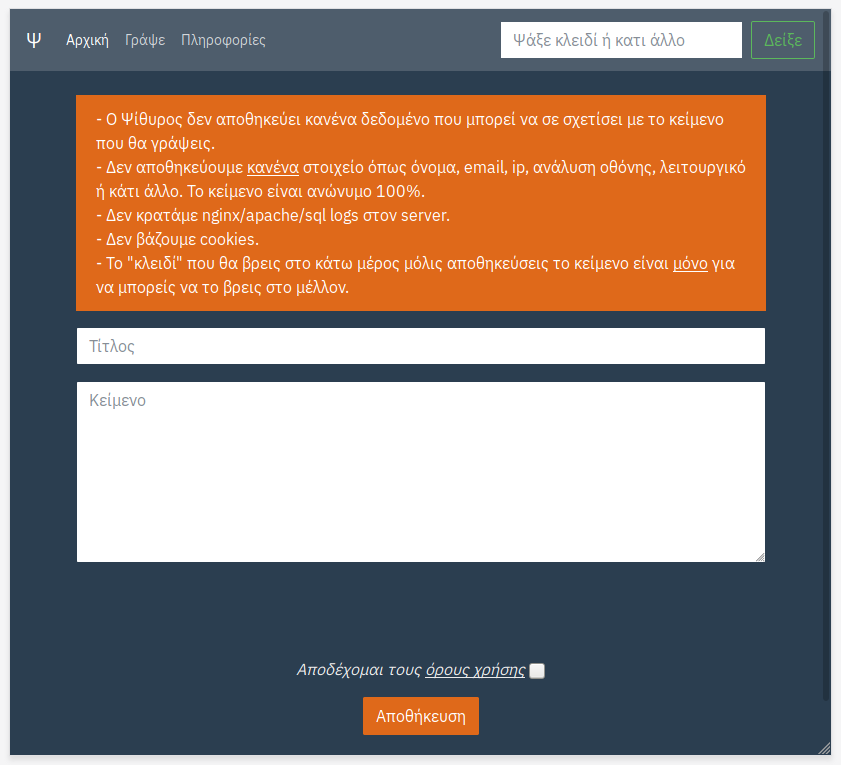 Ψ Αρχική Γράψε Πληροφορίες Ψάξε κλειδί ή κατι άλλο Δείξε
- Ο Ψίθυρος δεν αποθηκεύει κανένα δεδομένο που μπορεί να σε σχετίσει με το κείμενο
που θα γράψεις.
- Δεν αποθηκεύουμε κανένα στοιχείο όπως όνομα, email, ip, ανάλυση οθόνης, λειτουργικό
ή κάτι άλλο. Το κείμενο είναι ανώνυμο 100%.
- Δεν κρατάμε nginx/apache/sql logs στον server.
- Δεν βάζουμε cookies.
- Το "κλειδί" που θα βρεις στο κάτω μέρος μόλις αποθηκεύσεις το κείμενο είναι μόνο για
να μπορείς να το βρεις στο μέλλον.
Τίτλος
Κείμενο
Αποδέχομαι τους όρους χρήσης
Αποθήκευση